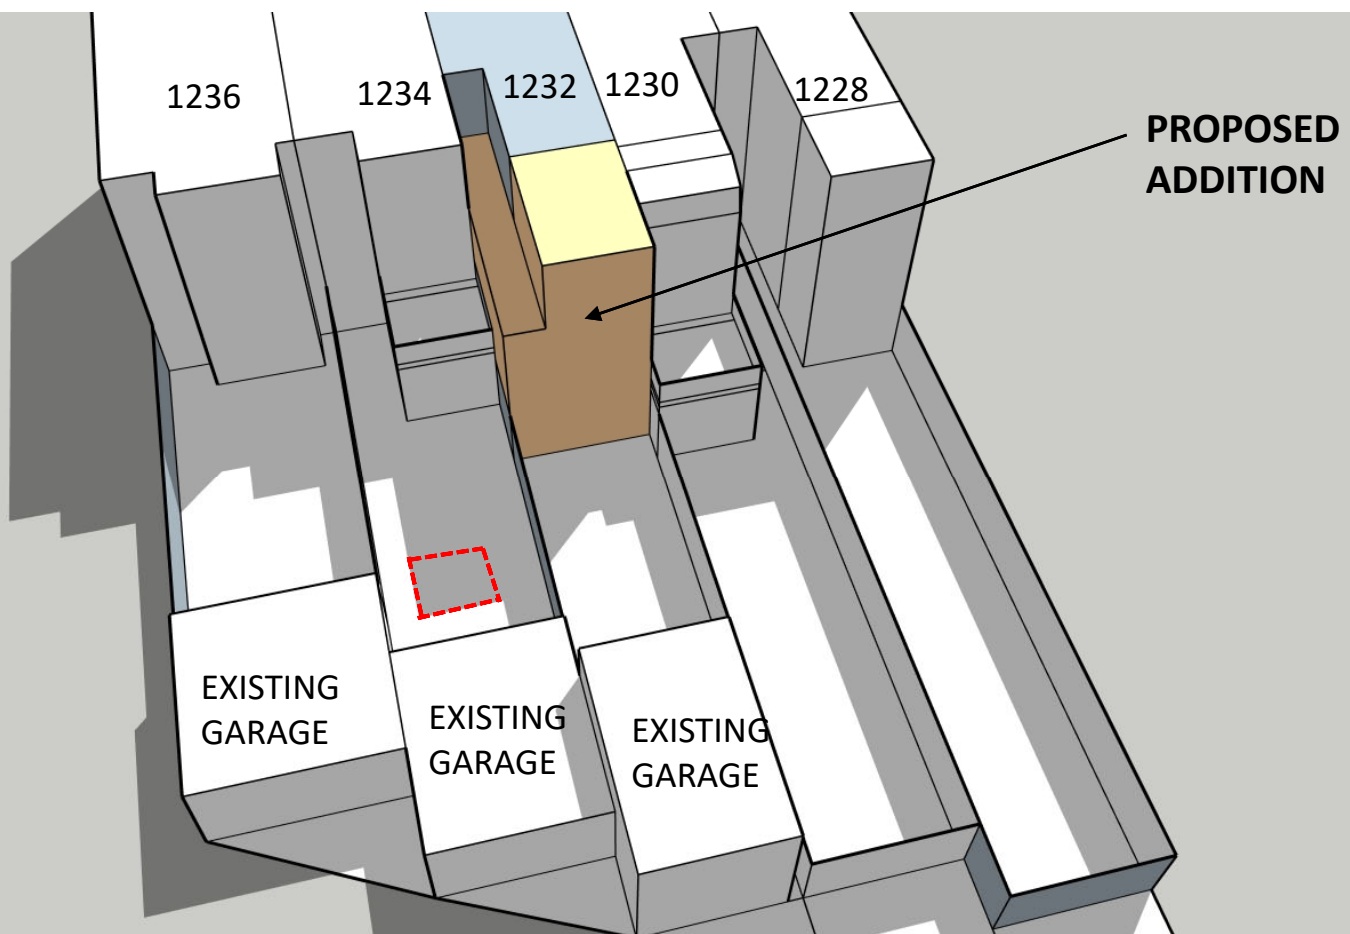 1236
1234
1232
1230
1228
PROPOSED
ADDITION
EXISTING
GARAGE
EXISTING
GARAGE
EXISTING
GARAGE